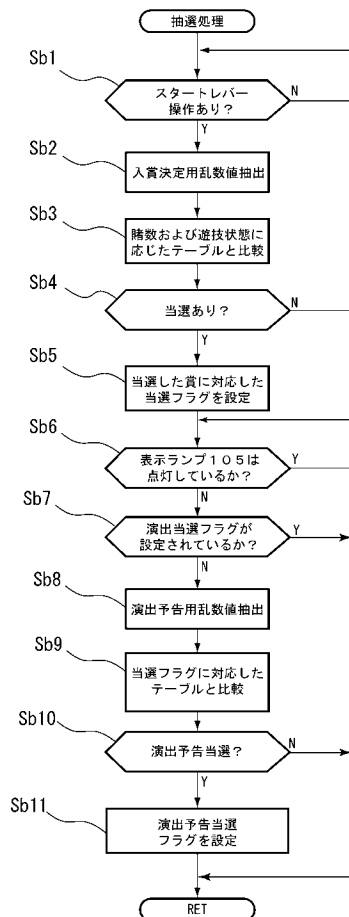 抽選処理
Sb1
スタートレバー
操作あり？
N
Y
Sb2
入賞決定用乱数値抽出
Sb3
賭数および遊技状態に
応じたテーブルと比較
Sb4
当選あり？
N
Y
Sb5
当選した賞に対応した
当選フラグを設定
Sb6
表示ランプ１０５は
点灯しているか？
Y
N
Sb7
演出当選フラグが
設定されているか？
Y
N
Sb8
演出予告用乱数値抽出
Sb9
当選フラグに対応した
テーブルと比較
Sb10
演出予告当選？
N
Y
Sb11
演出予告当選
フラグを設定
RET